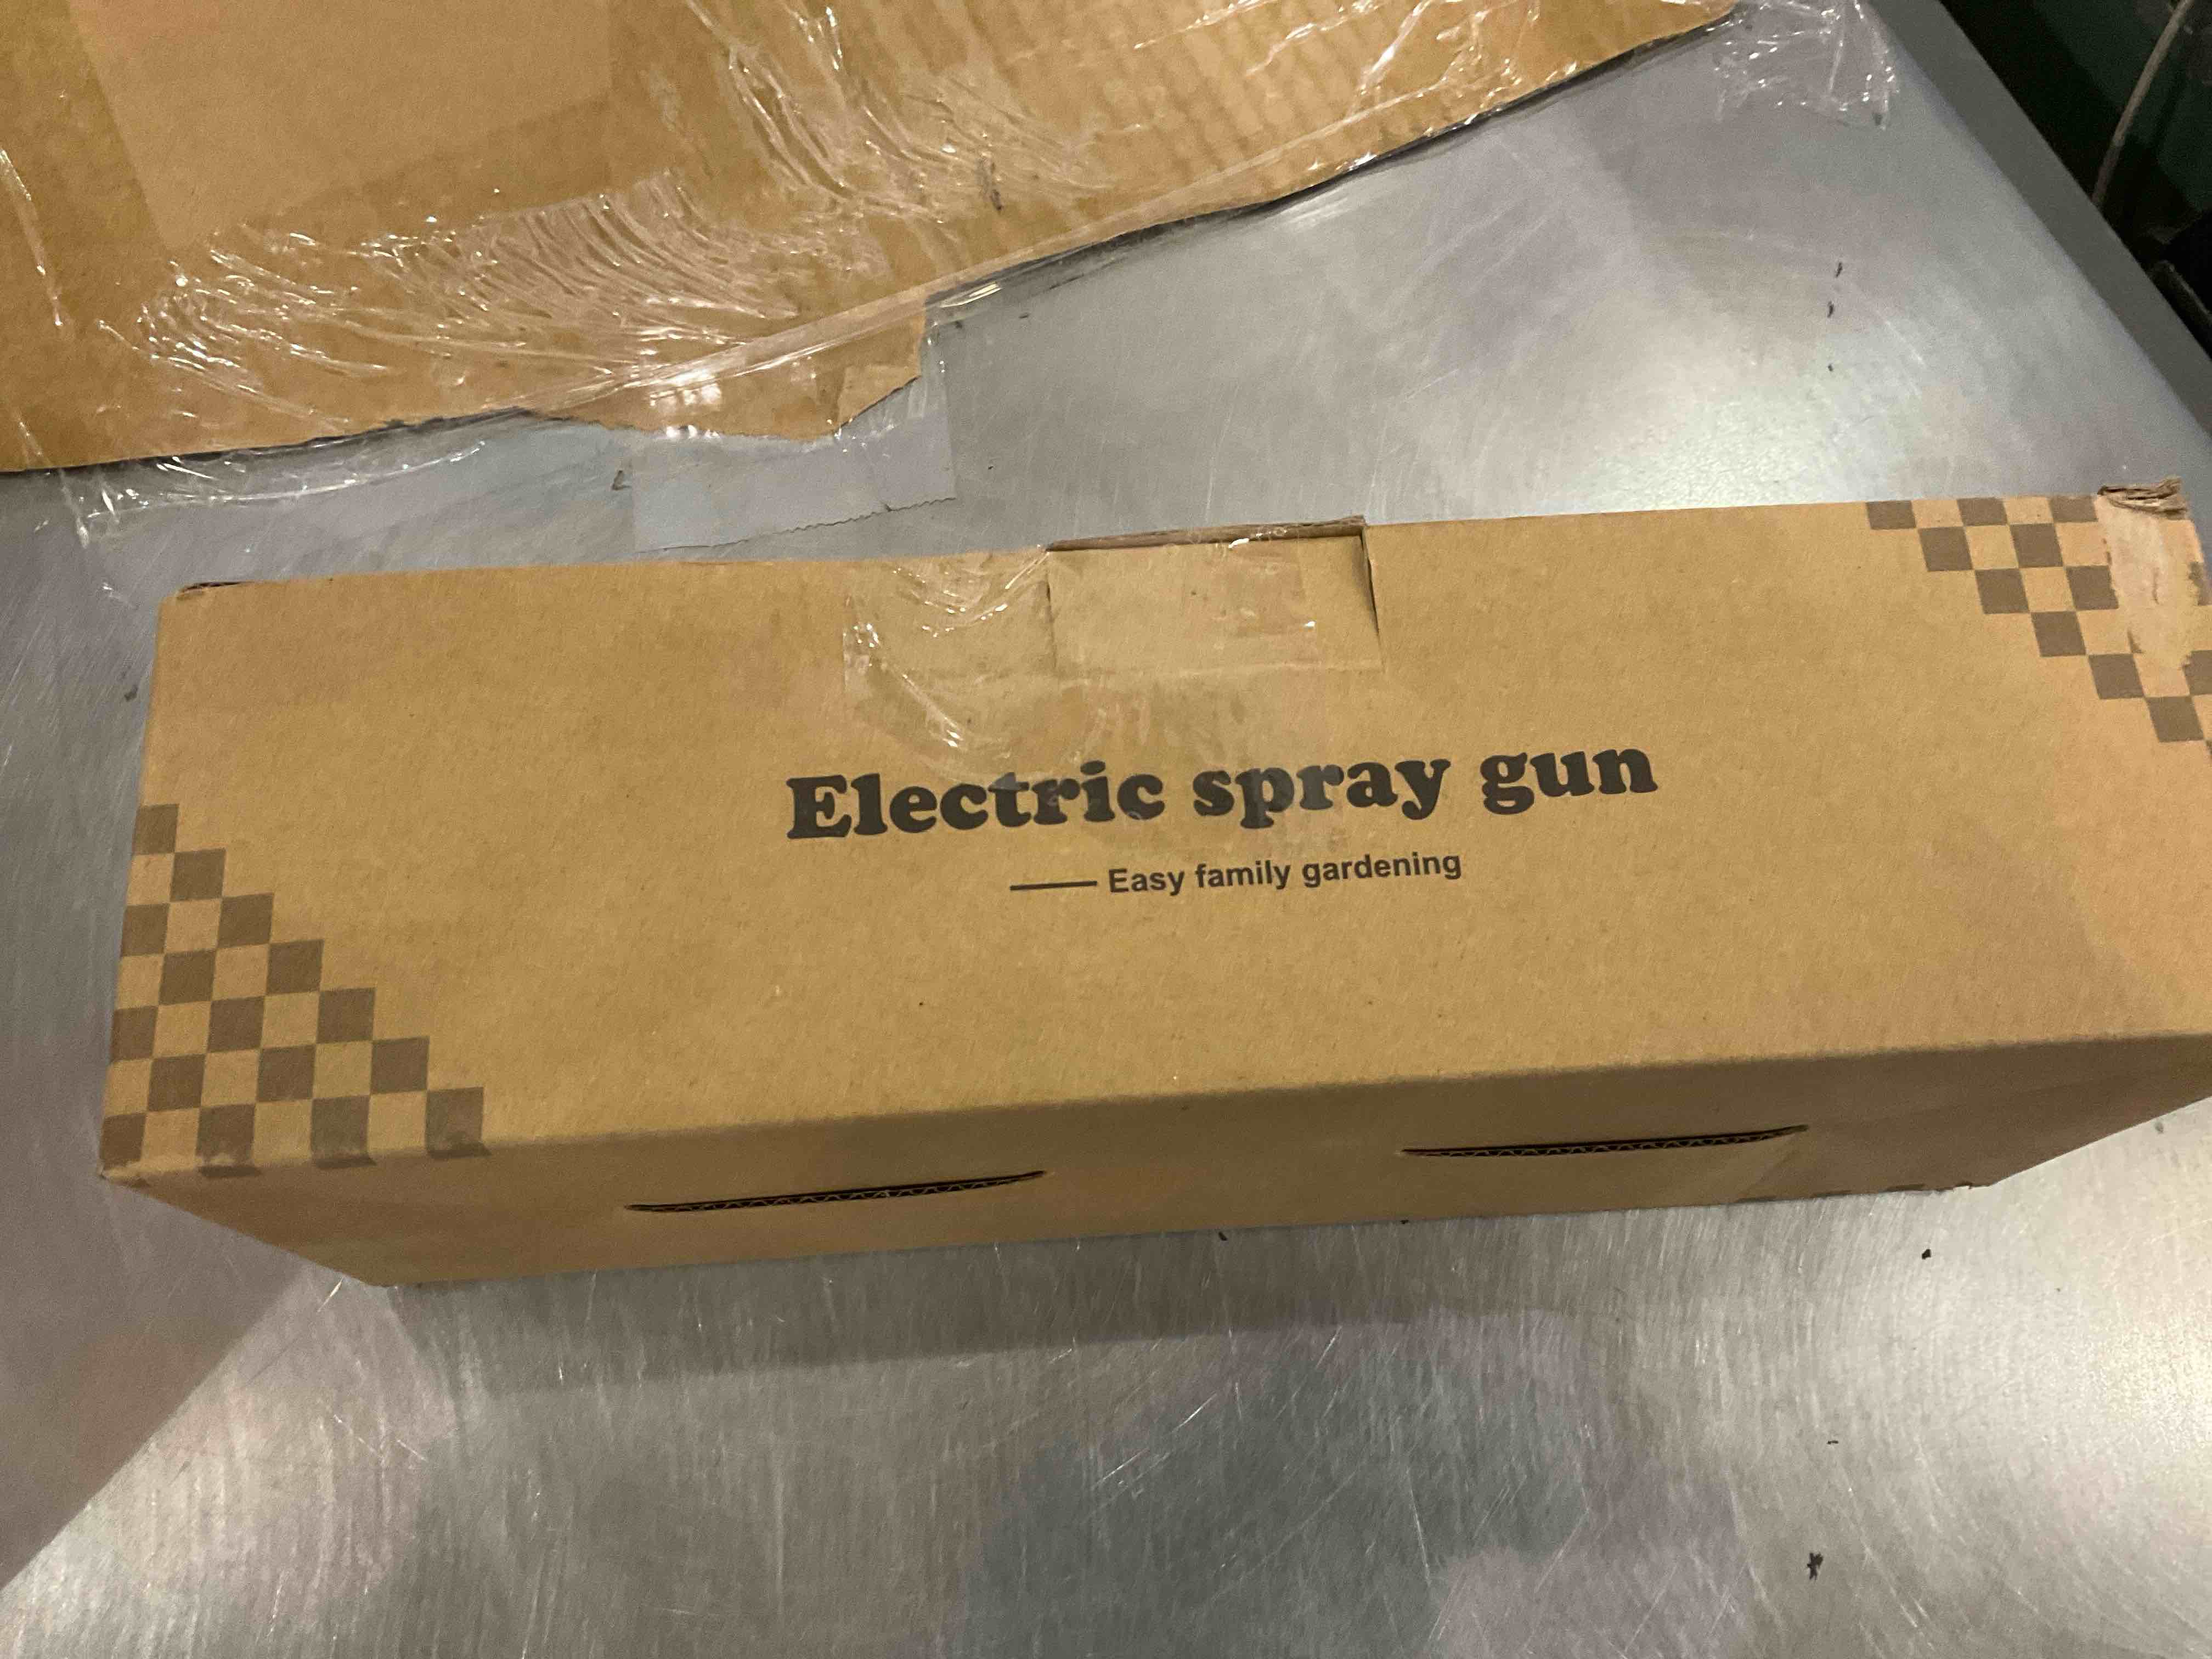 Electric spray gun
—— Easy family gardening